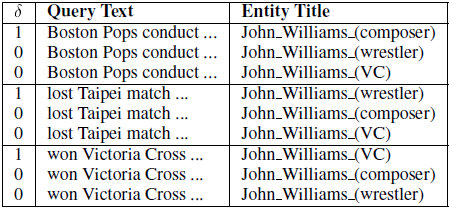 δ Query Text Entity Title
1 Boston Pops conduct ... John_Williams_(composer)
0 Boston Pops conduct ... John_Williams_(wrestler)
0 Boston Pops conduct ... John_Williams_(VC)
1 lost Taipei match ... John_Williams_(wrestler)
0 lost Taipei match ... John_Williams_(composer)
0 lost Taipei match ... John_Williams_(VC)
1 won Victoria Cross ... John_Williams_(VC)
0 won Victoria Cross ... John_Williams_(composer)
0 won Victoria Cross ... John_Williams_(wrestler)